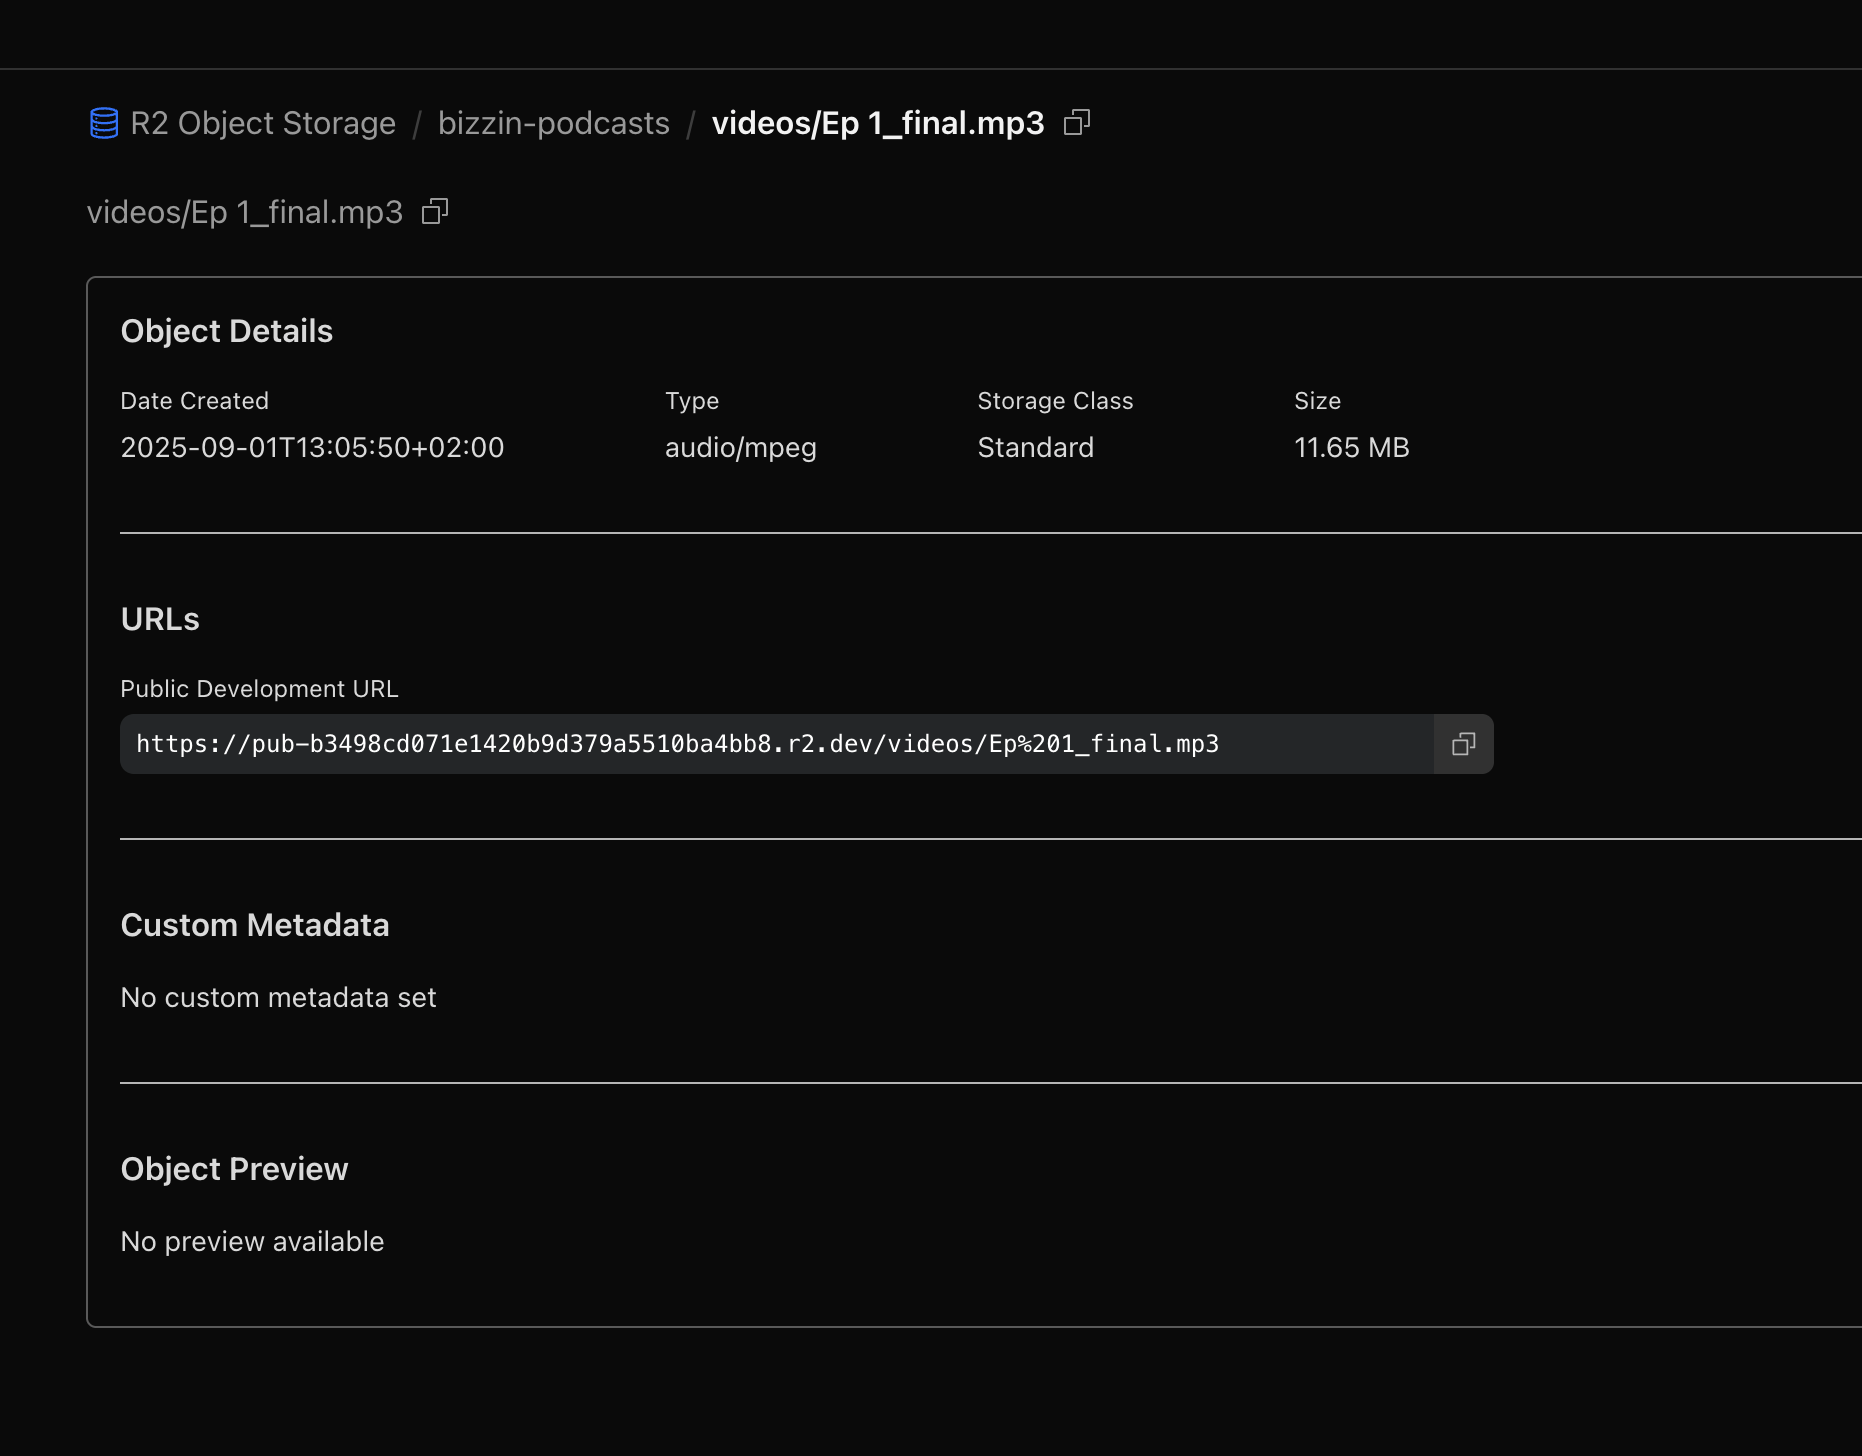 R2 Object Storage / bizzin-podcasts / videos/Ep 1_final.mp3
videos/Ep 1_final.mp3
Object Details
Date Created Type Storage Class Size
2025-09-01T13:05:50+02:00 audio/mpeg Standard 11.65 MB
URLs
Public Development URL
https://pub-b3498cd071e1420b9d379a5510ba4bb8.r2.dev/videos/Ep%201_final.mp3
Custom Metadata
No custom metadata set
Object Preview
No preview available